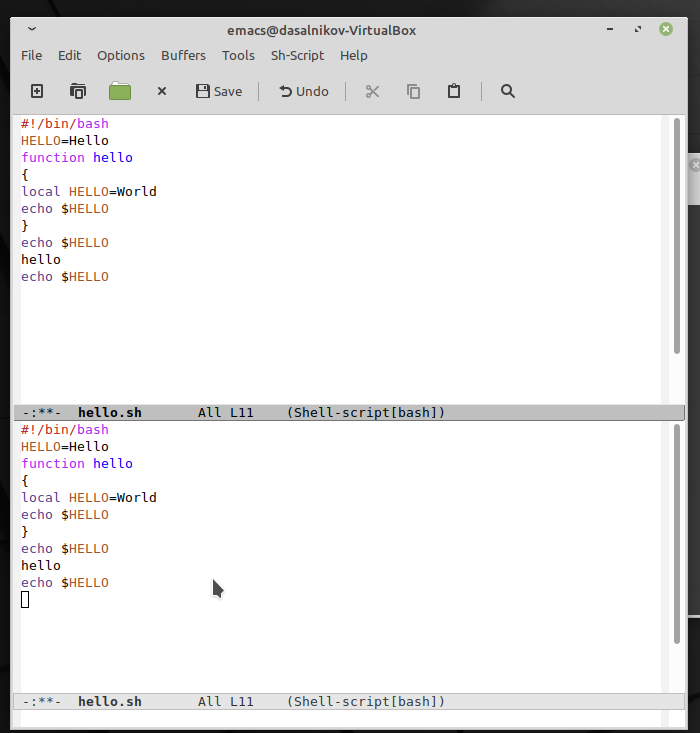 emacs@dasalnikov-VirtualBox
File Edit Options Buffers Tools Sh-Script Help
Save Undo
#!/bin/bash
HELLO=Hello
function hello
{
local HELLO=World
echo $HELLO
}
echo $HELLO
hello
echo $HELLO
-:**-  hello.sh       All L11    (Shell-script[bash])
#!/bin/bash
HELLO=Hello
function hello
{
local HELLO=World
echo $HELLO
}
echo $HELLO
hello
echo $HELLO
-:**-  hello.sh       All L11    (Shell-script[bash])